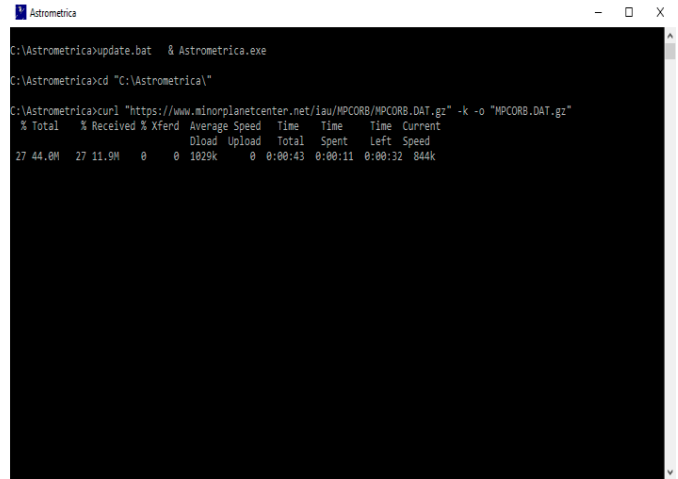 Astrometrica
C:\Astrometrica>update.bat & Astrometrica.exe
C:\Astrometrica>cd "C:\Astrometrica\"
C:\Astrometrica>curl "https://www.minorplanetcenter.net/iau/MPCORB/MPCORB.DAT.gz" -k -o "MPCORB.DAT.gz"
% Total % Received % Xferd Average Speed Time Time Time Current
Dload Upload Total Spent Left Speed
27 44.0M 27 11.9M 0 0 1029k 0 0:00:43 0:00:11 0:00:32 844k